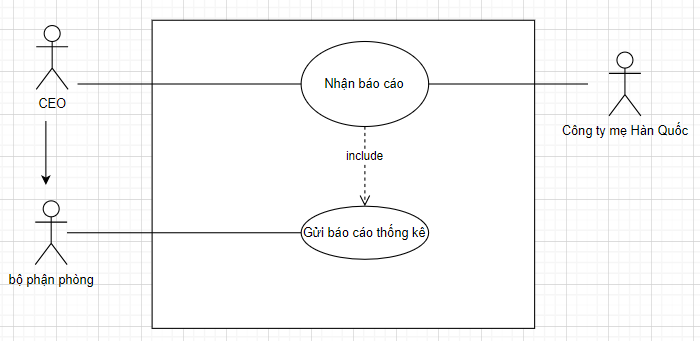 Nhận báo cáo
CEO
Công ty mẹ Hàn Quốc
include
Gửi báo cáo thống kê
bộ phận phòng